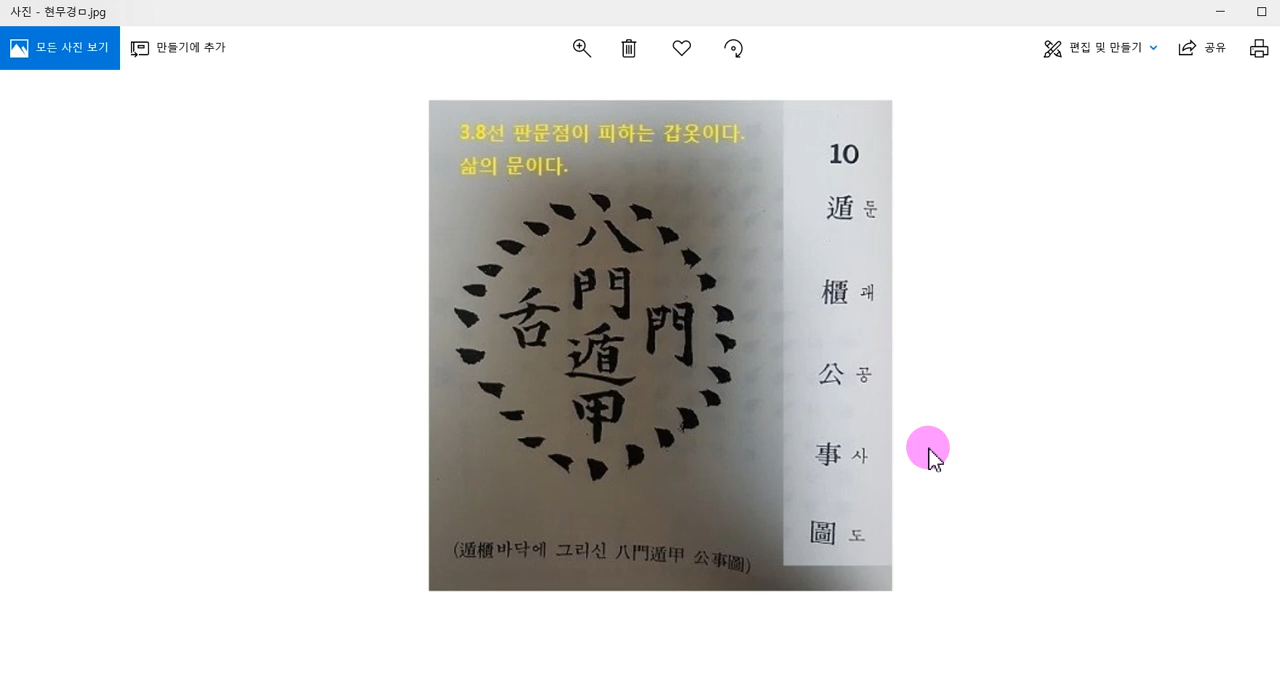 사진 - 현무경ㅁ.jpg
모든 사진 보기
만들기에 추가
편집 및 만들기
공유
3.8선 판문점이 피하는 갑옷이다.
삶의 문이다.
八
門
舌
門
遁
甲
(遁櫃바닥에 그리신 八門遁甲 公事圖)
10
遁 둔
櫃 궤
公 공
事 사
圖 도